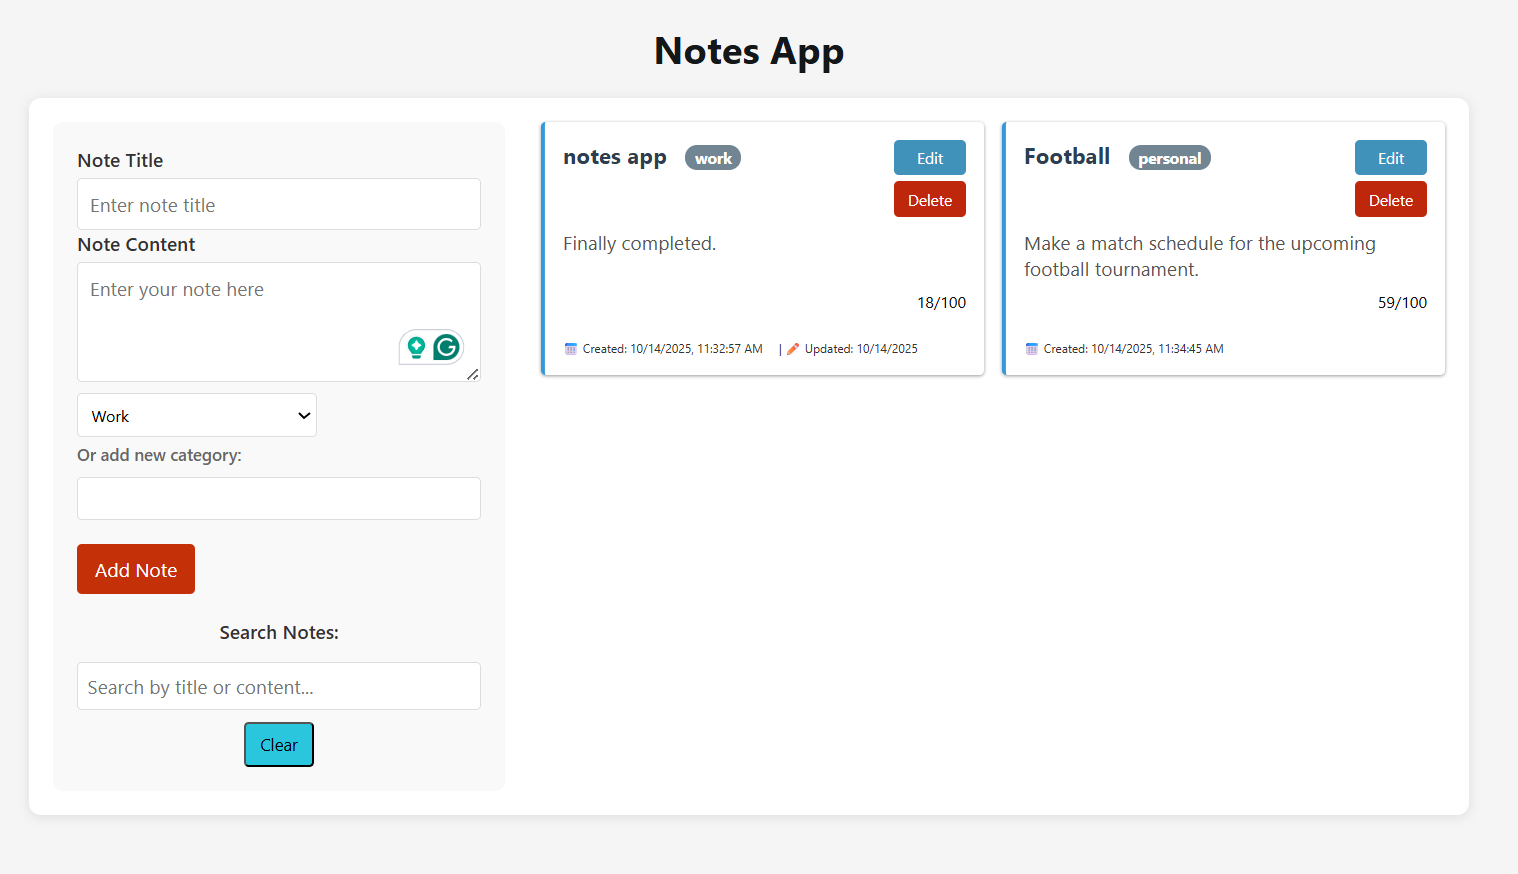 Notes App
Note Title
Enter note title
Note Content
Enter your note here
Work
Or add new category:
Add Note
Search Notes:
Search by title or content...
Clear
notes app work Edit
Delete
Finally completed.
18/100
Created: 10/14/2025, 11:32:57 AM | Updated: 10/14/2025
Football personal Edit
Delete
Make a match schedule for the upcoming
football tournament.
59/100
Created: 10/14/2025, 11:34:45 AM